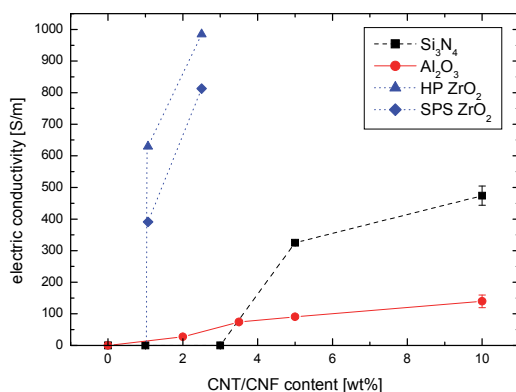 1000
900
800
700
600
500
400
300
200
100
0
electric conductivity [S/m]
Si₃N₄
Al₂O₃
HP ZrO₂
SPS ZrO₂
0 2 4 6 8 10
CNT/CNF content [wt%]